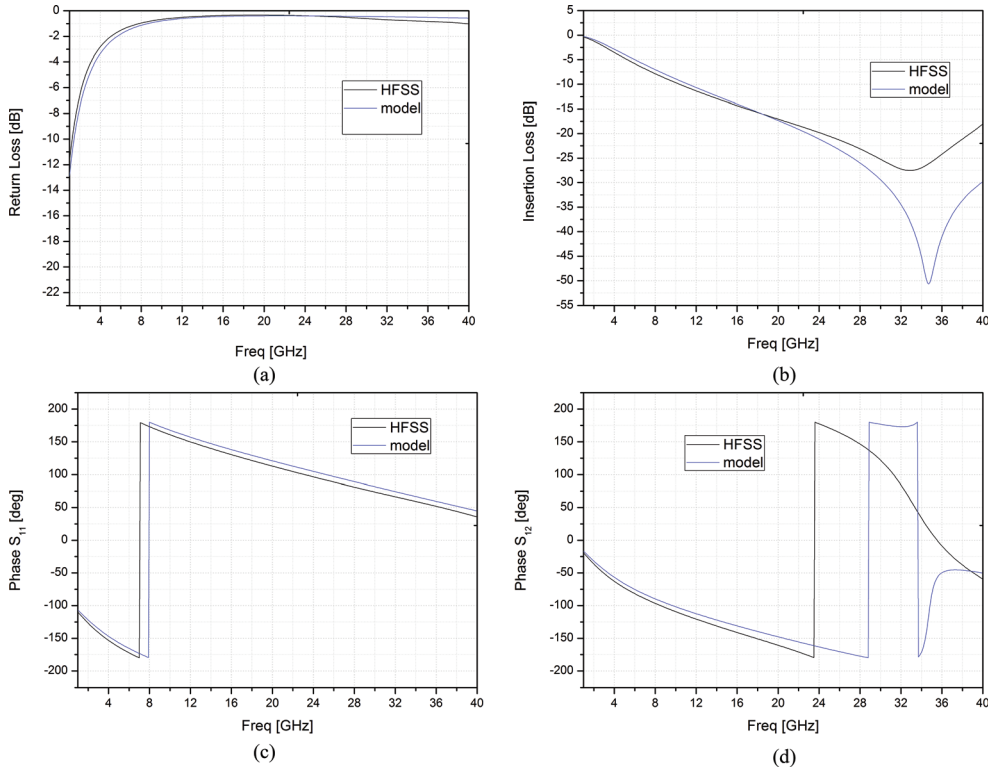 0
-2
-4
-6
-8
-10
-12
-14
-16
-18
-20
-22
Return Loss [dB]
HFSS
model
4 8 12 16 20 24 28 32 36 40
Freq [GHz]
(a)
5
0
-5
-10
-15
-20
-25
-30
-35
-40
-45
-50
-55
Insertion Loss [dB]
HFSS
model
4 8 12 16 20 24 28 32 36 40
Freq [GHz]
(b)
200
150
100
50
0
-50
-100
-150
-200
Phase S11 [deg]
HFSS
model
4 8 12 16 20 24 28 32 36 40
Freq [GHz]
(c)
200
150
100
50
0
-50
-100
-150
-200
Phase S12 [deg]
HFSS
model
4 8 12 16 20 24 28 32 36 40
Freq [GHz]
(d)